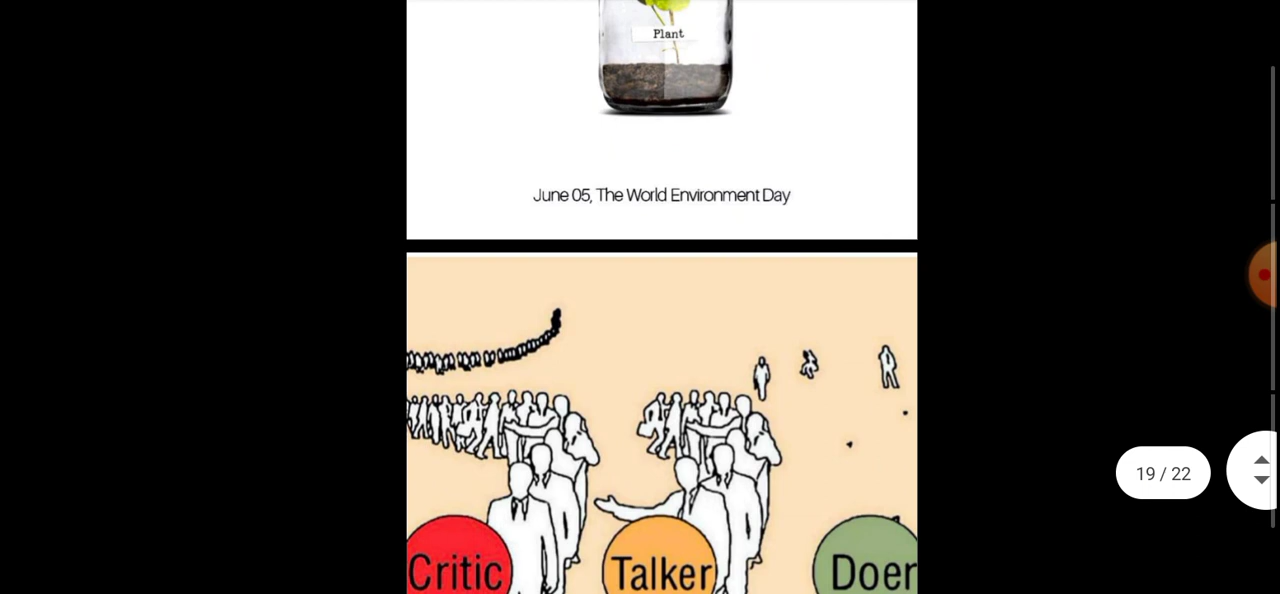 Plant
June 05, The World Environment Day
19 / 22
Critic
Talker
Doer